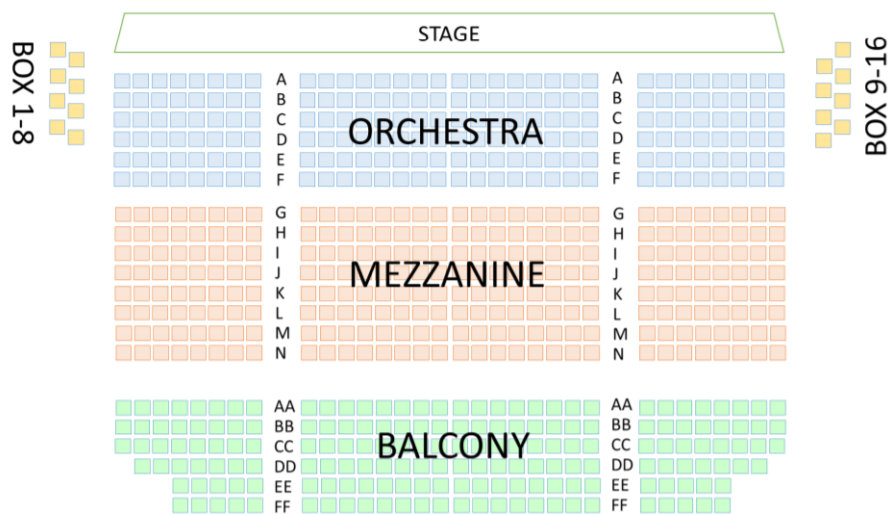 STAGE
BOX 1-8
BOX 9-16
A A
B B
C C
ORCHESTRA
D D
E E
F F
G G
H H
I I
MEZZANINE
J J
K K
L L
M M
N N
AA AA
BB BB
BALCONY
CC CC
DD DD
EE EE
FF FF